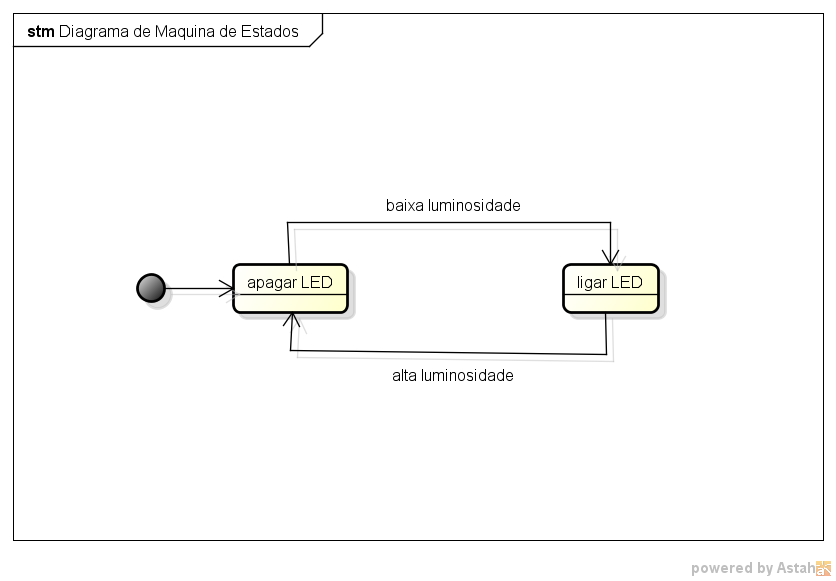 stm Diagrama de Maquina de Estados
baixa luminosidade
apagar LED
ligar LED
alta luminosidade
powered by Astah